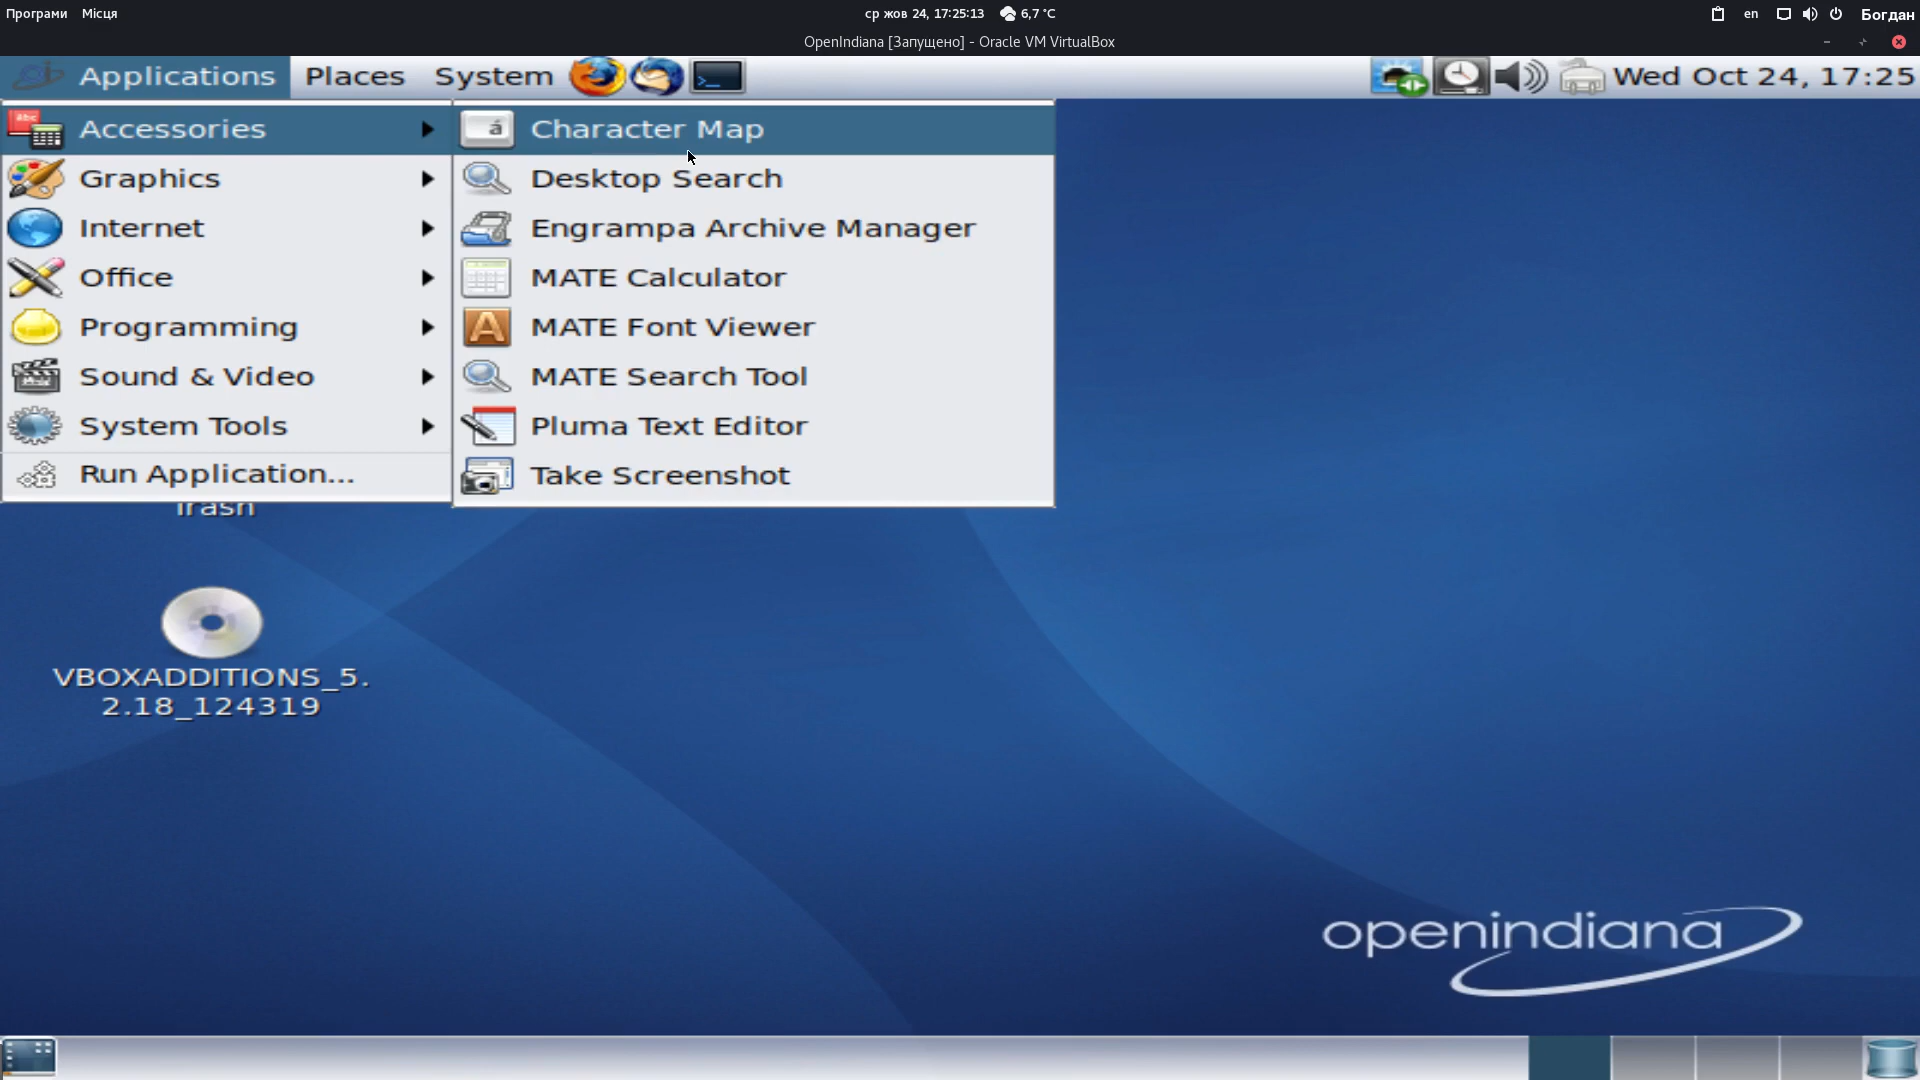 Програми Місця ср жов 24, 17:25:13 6,7 °C en Богдан
OpenIndiana [Запущено] - Oracle VM VirtualBox
Applications Places System Wed Oct 24, 17:25
Accessories
Graphics
Internet
Office
Programming
Sound & Video
System Tools
Run Application...
Character Map
Desktop Search
Engrampa Archive Manager
MATE Calculator
MATE Font Viewer
MATE Search Tool
Pluma Text Editor
Take Screenshot
Trash
VBOXADDITIONS_5.
2.18_124319
openindiana